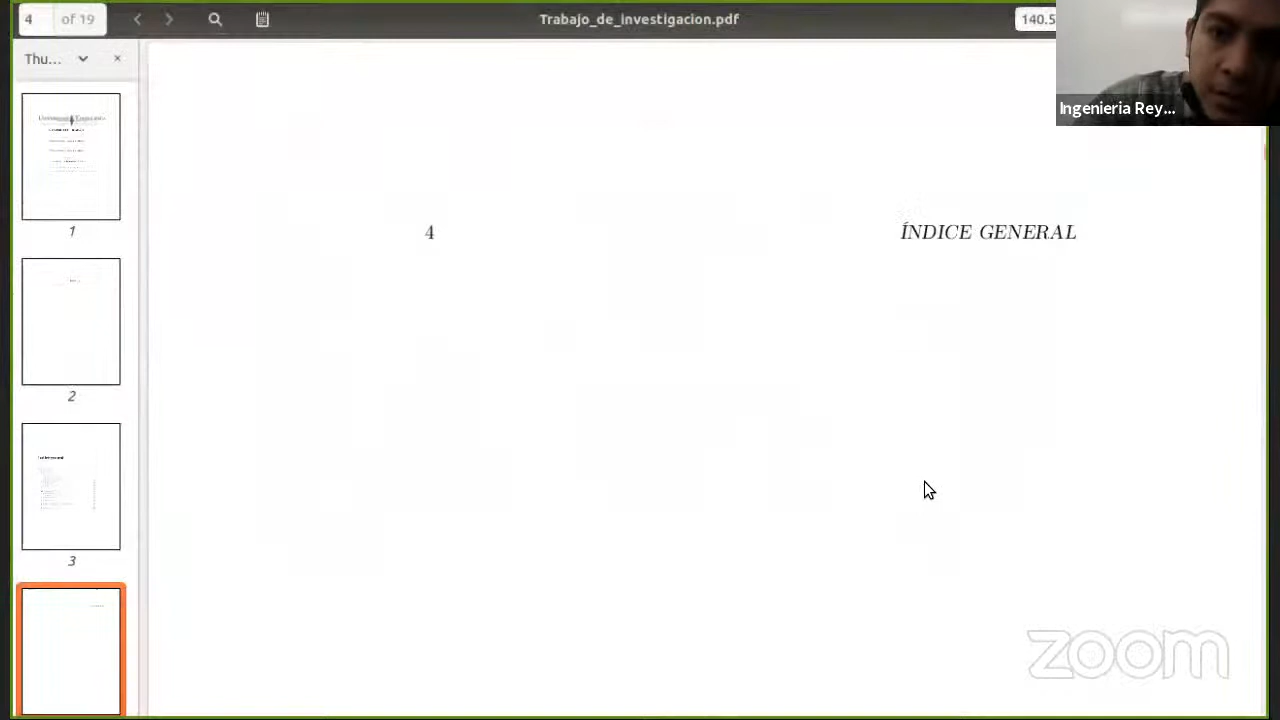 4 of 19
Trabajo_de_investigacion.pdf
140.5
Thu...
Ingenieria Rey...
4
ÍNDICE GENERAL
1
2
3
zoom